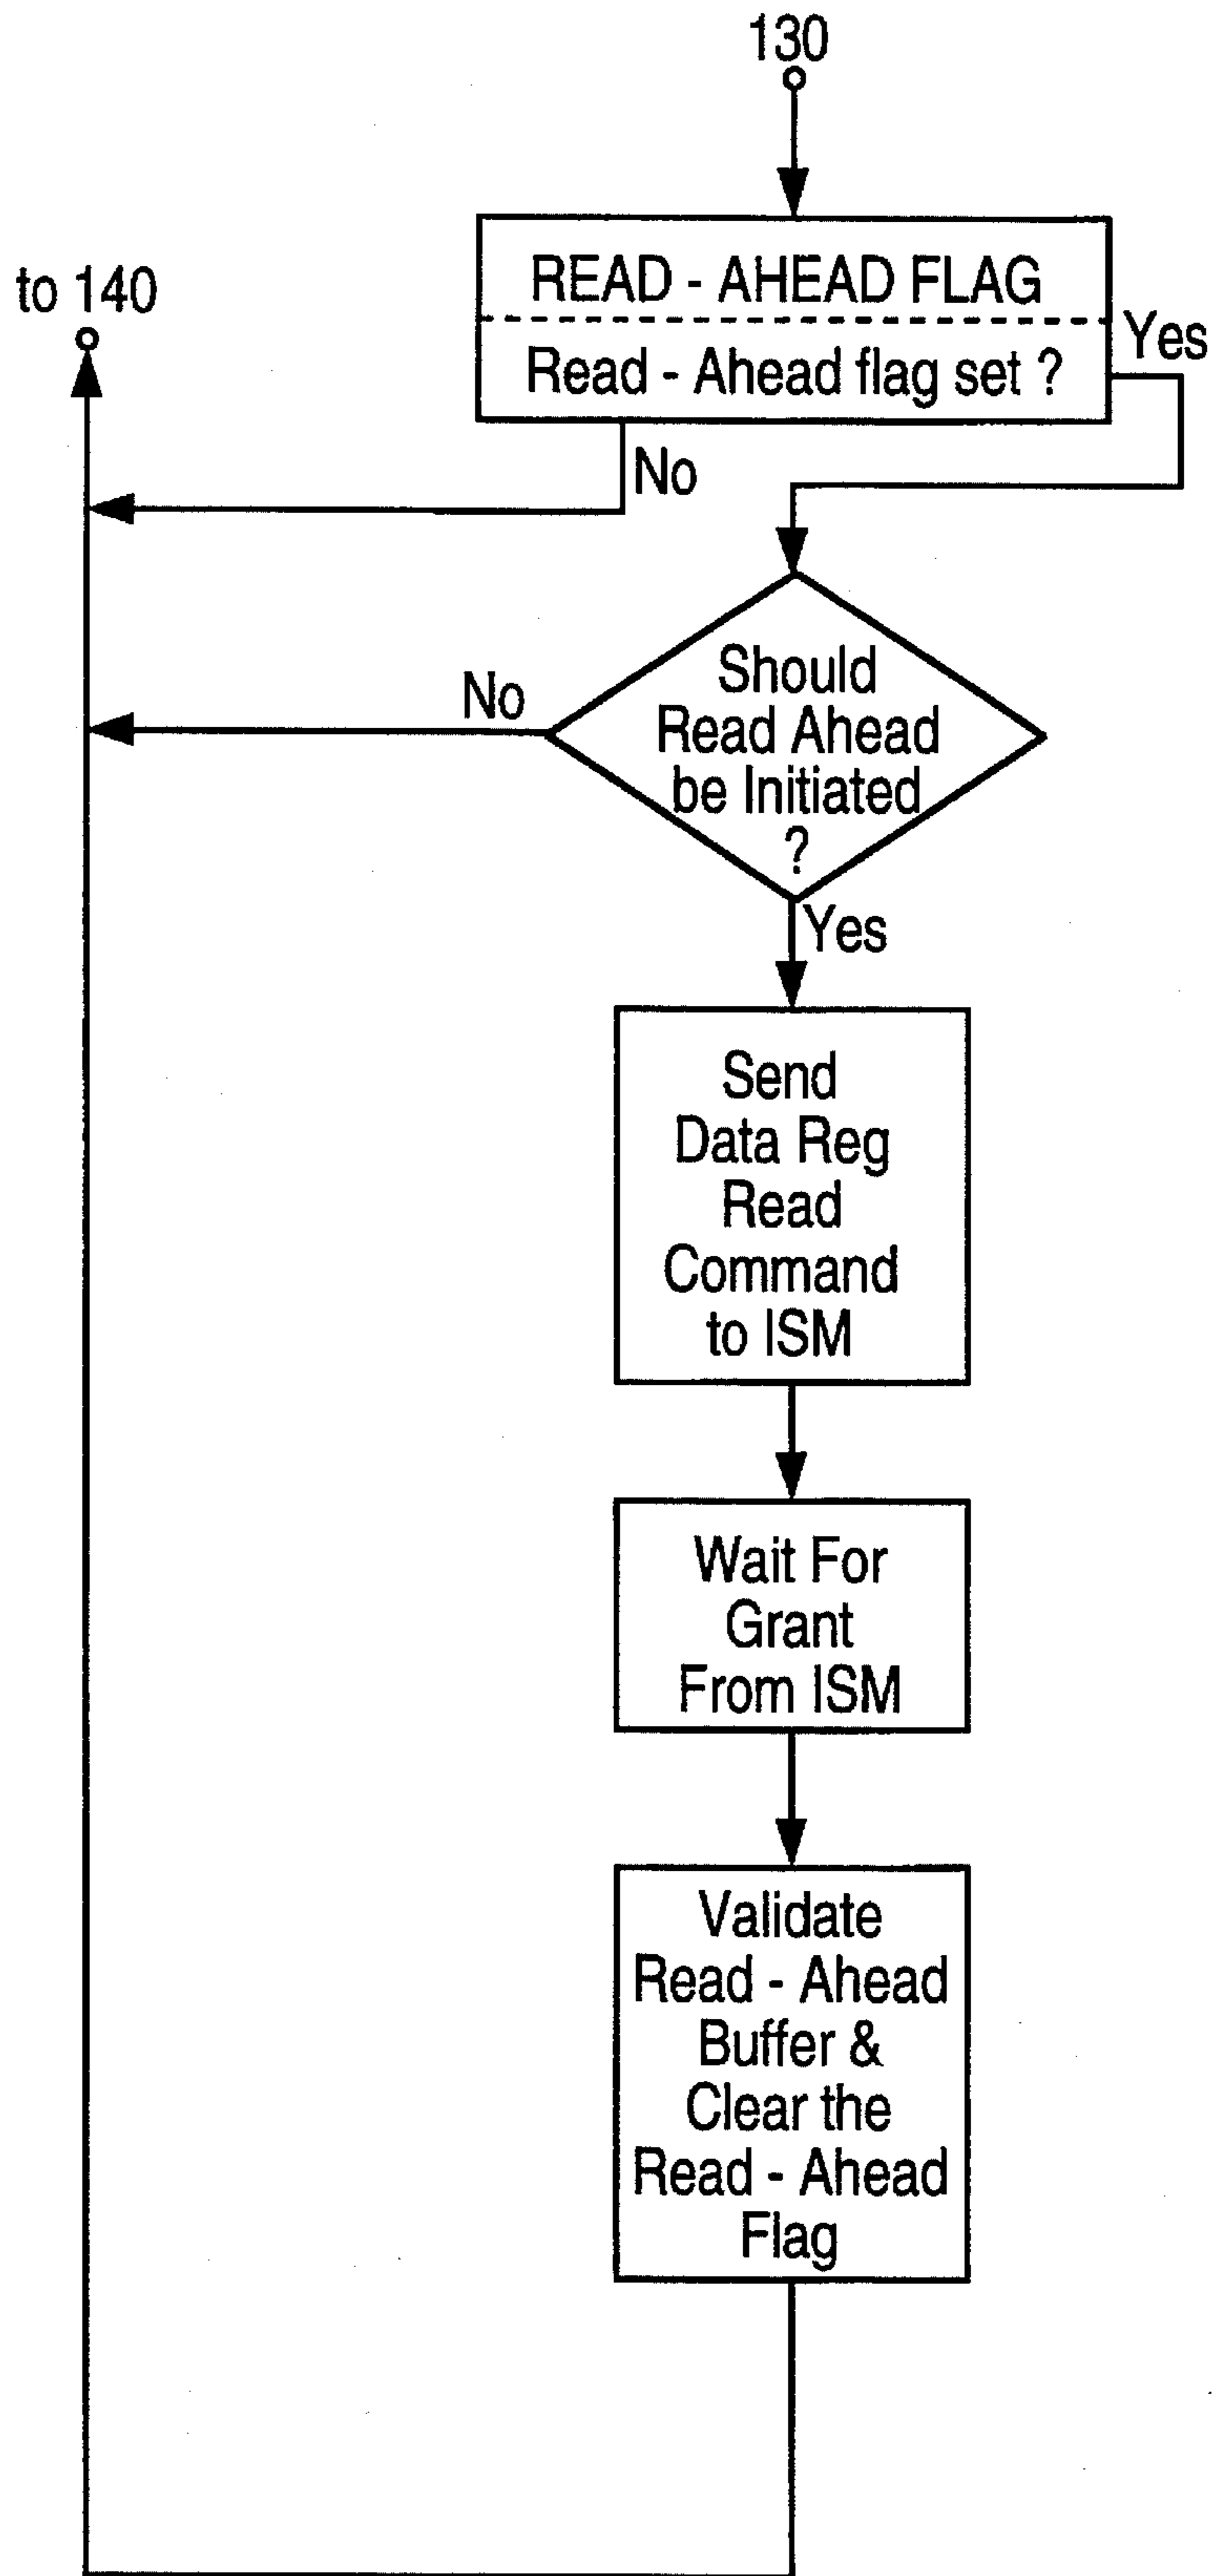 130
to 140
READ - AHEAD FLAG
Read - Ahead flag set ?
Yes
No
Should
Read Ahead
be Initiated
?
No
Yes
Send
Data Reg
Read
Command
to ISM
Wait For
Grant
From ISM
Validate
Read - Ahead
Buffer &
Clear the
Read - Ahead
Flag